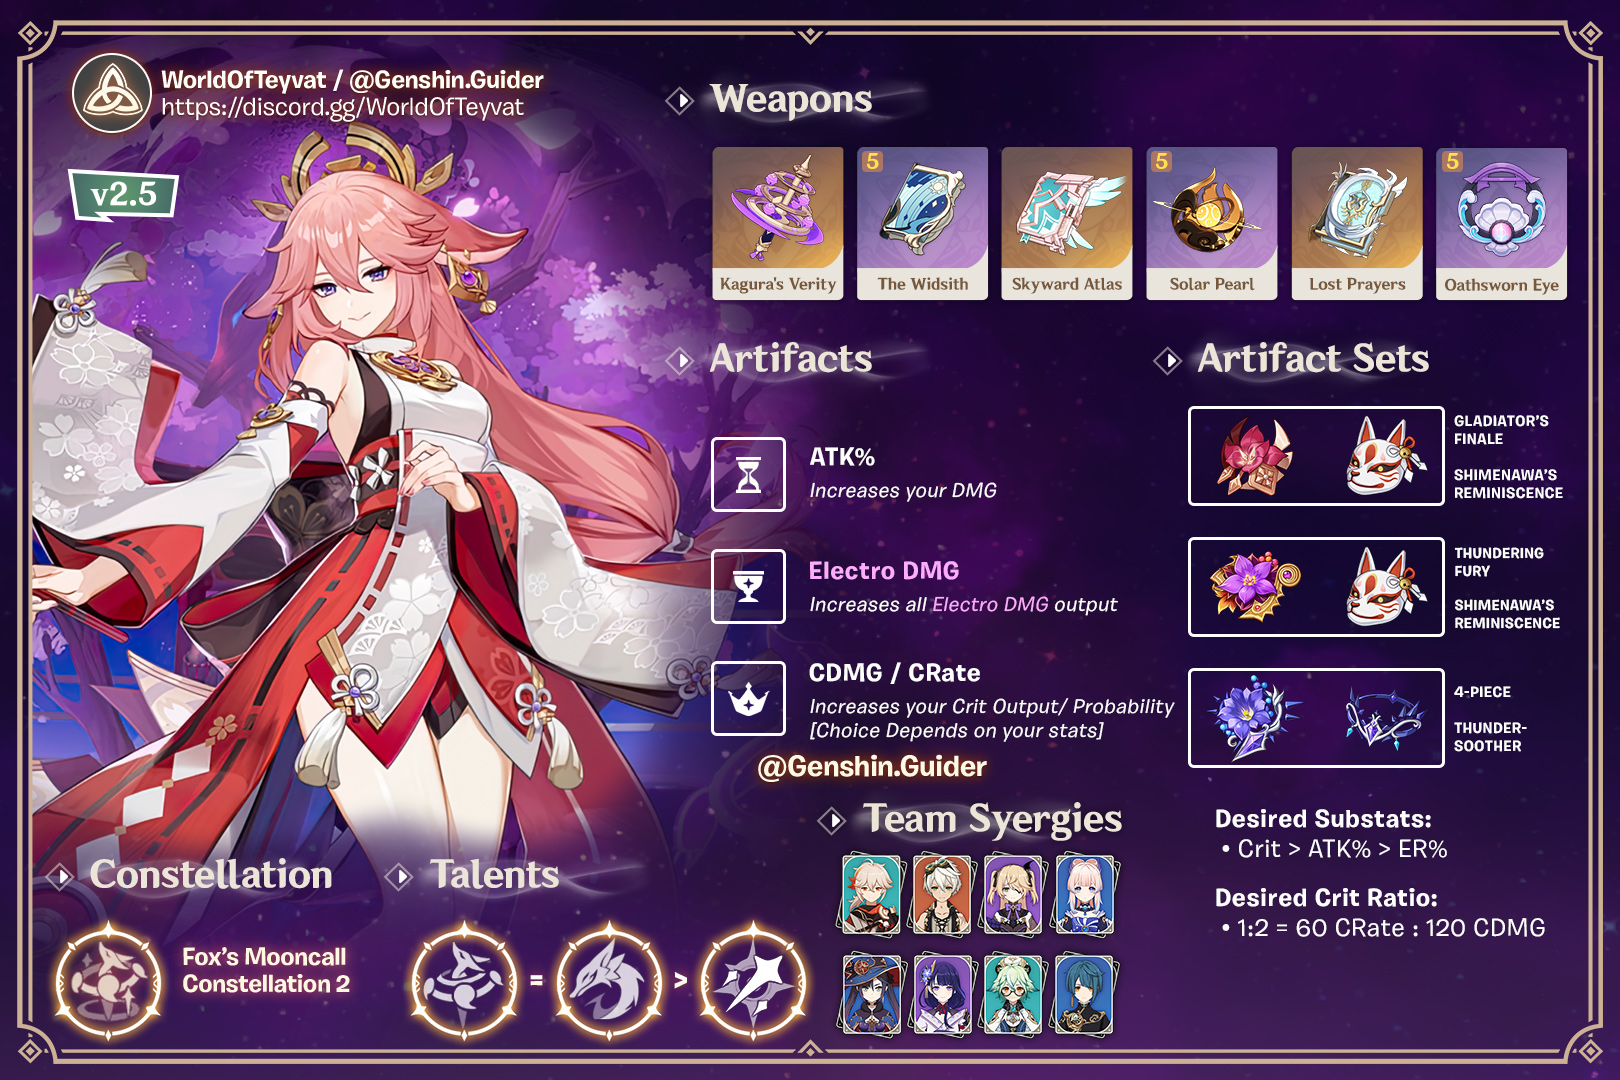 WorldOfTeyvat / @Genshin.Guider
https://discord.gg/WorldOfTeyvat
v2.5
Weapons
Kagura's Verity
5
The Widsith
Skyward Atlas
5
Solar Pearl
Lost Prayers
5
Oathsworn Eye
Artifacts
ATK%
Increases your DMG
Electro DMG
Increases all Electro DMG output
CDMG / CRate
Increases your Crit Output/ Probability
[Choice Depends on your stats]
@Genshin.Guider
Artifact Sets
GLADIATOR'S
FINALE
SHIMENAWA'S
REMINISCENCE
THUNDERING
FURY
SHIMENAWA'S
REMINISCENCE
4-PIECE
THUNDER-
SOOTHER
Desired Substats:
• Crit > ATK% > ER%
Desired Crit Ratio:
• 1:2 = 60 CRate : 120 CDMG
Team Syergies
Constellation
Fox's Mooncall
Constellation 2
Talents
= >